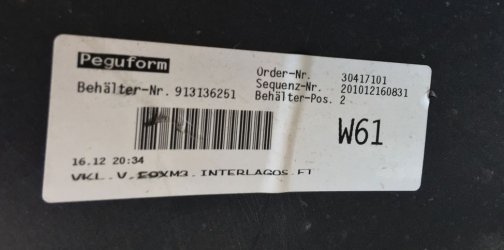 Peguform
Order-Nr. 30417101
Sequenz-Nr. 201012160831
Behälter-Nr. 913136251 Behälter-Pos. 2
W61
16.12 20:34
VKL. V. INTERLAGOS.